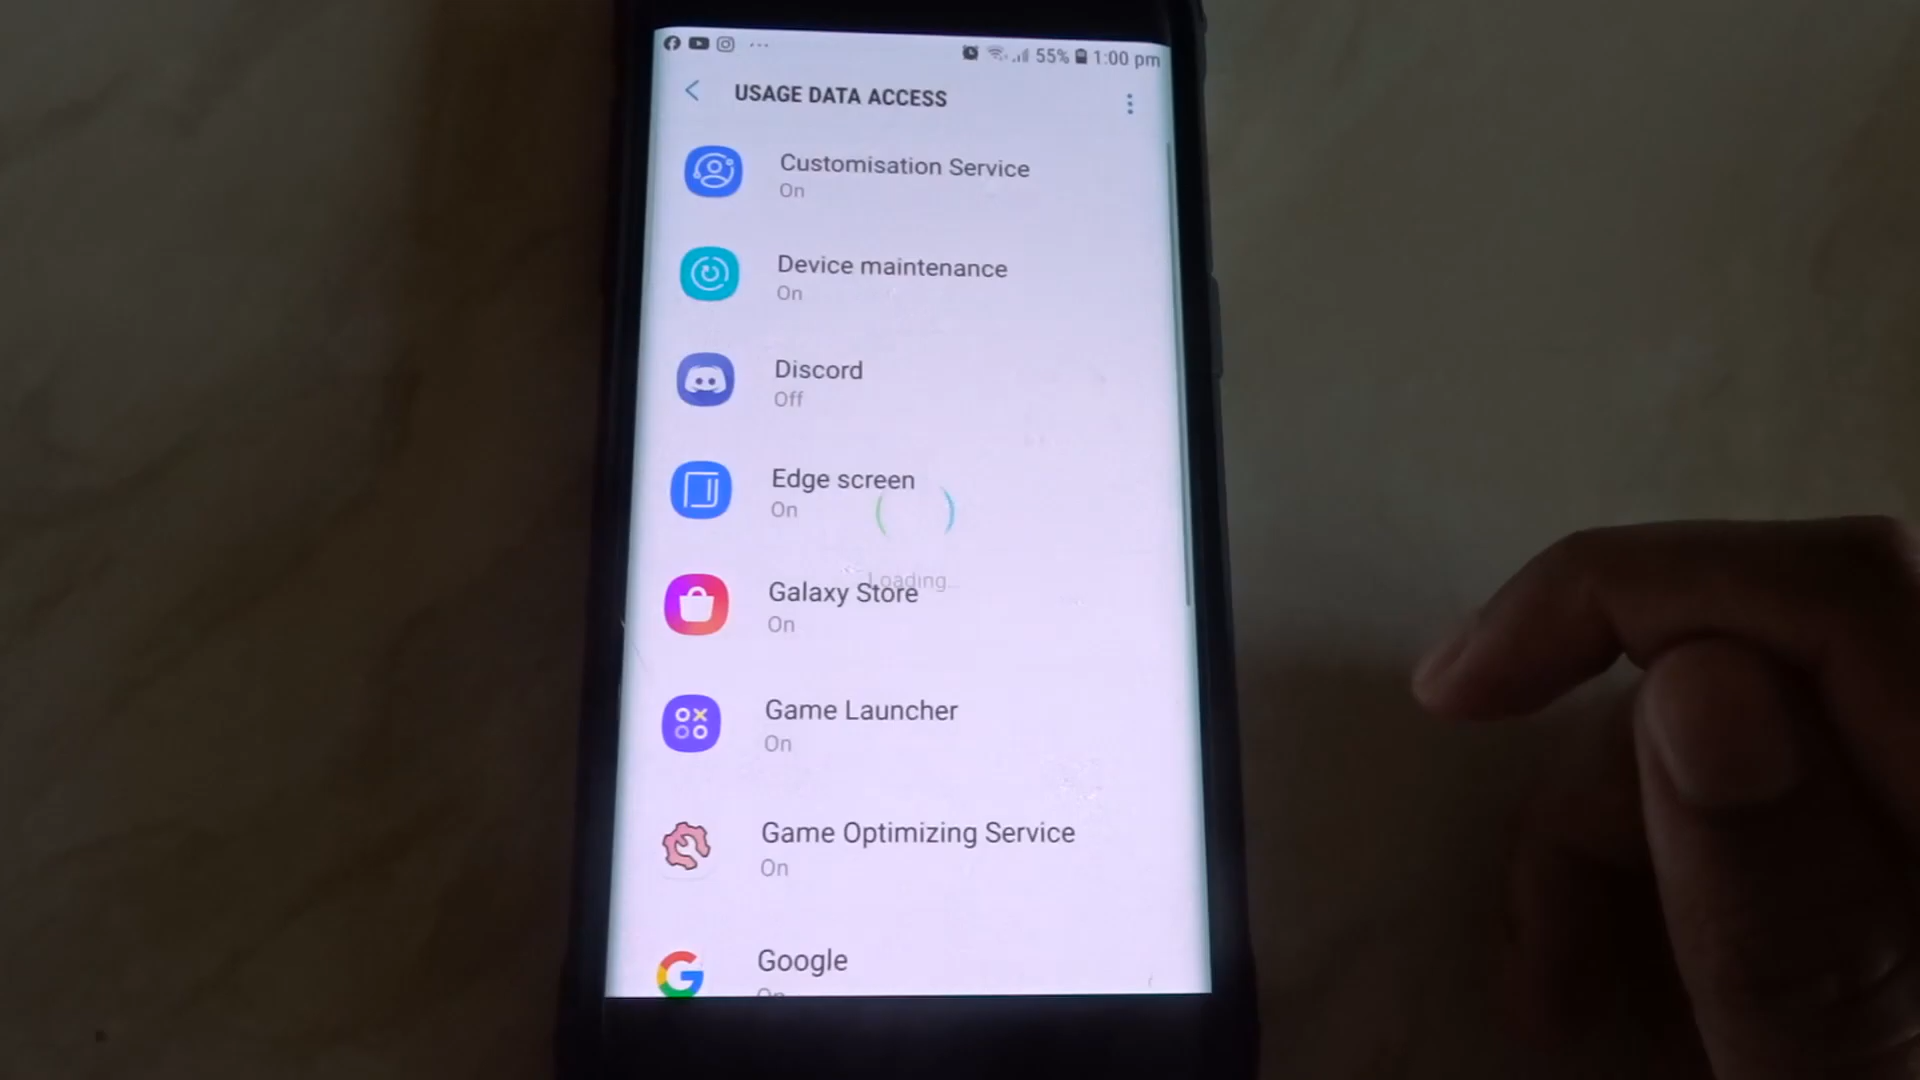 55% 1:00 pm
USAGE DATA ACCESS
Customisation Service
On
Device maintenance
On
Discord
Off
Edge screen
On
Loading...
Galaxy Store
On
Game Launcher
On
Game Optimizing Service
On
Google
On